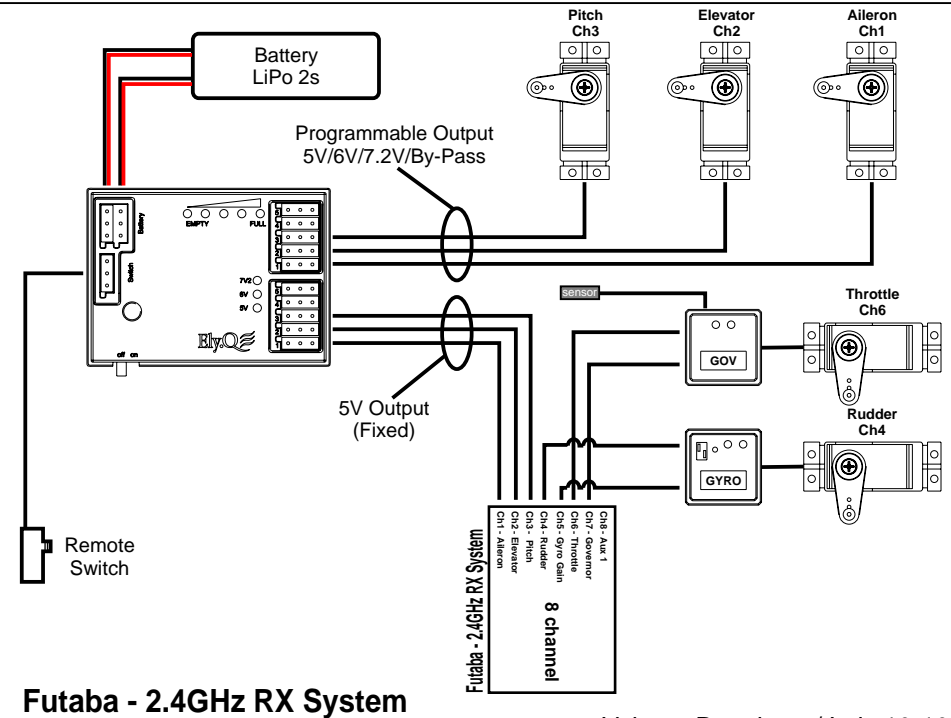 Pitch
Ch3
Elevator
Ch2
Aileron
Ch1
Battery
LiPo 2s
Programmable Output
5V/6V/7.2V/By-Pass
EMPTY
FULL
Battery
Switch
7V2
6V
5V
Ely.Q
off on
sensor
Throttle
Ch6
GOV
5V Output
(Fixed)
Rudder
Ch4
GYRO
Remote
Switch
Ch1 - Aileron
Ch2 - Elevator
Ch3 - Pitch
Ch4 - Rudder
Ch5 - Gyro Gain
Ch6 - Throttle
Ch7 - Governor
Ch8 - Aux 1
8 channel
Futaba - 2.4GHz RX System
Futaba - 2.4GHz RX System